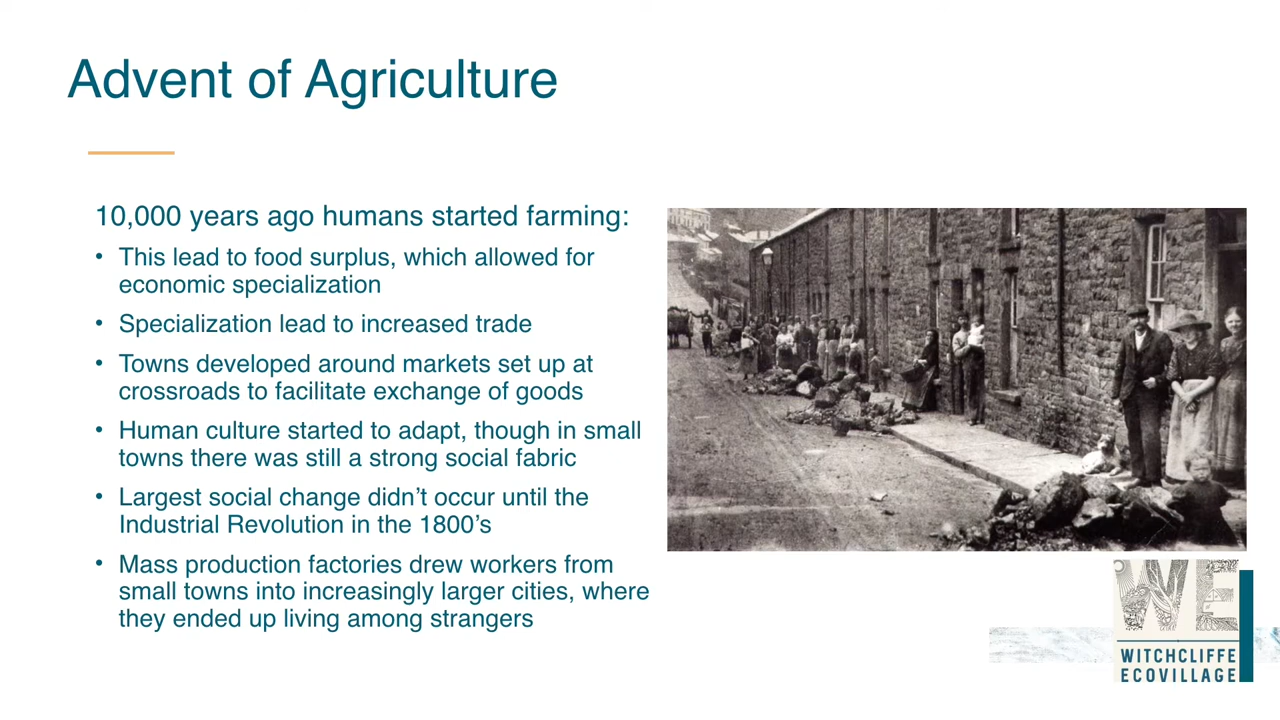 Advent of Agriculture
10,000 years ago humans started farming:
• This lead to food surplus, which allowed for
economic specialization
• Specialization lead to increased trade
• Towns developed around markets set up at
crossroads to facilitate exchange of goods
• Human culture started to adapt, though in small
towns there was still a strong social fabric
• Largest social change didn’t occur until the
Industrial Revolution in the 1800’s
• Mass production factories drew workers from
small towns into increasingly larger cities, where
they ended up living among strangers
WE
WITCHCLIFFE
ECOVILLAGE